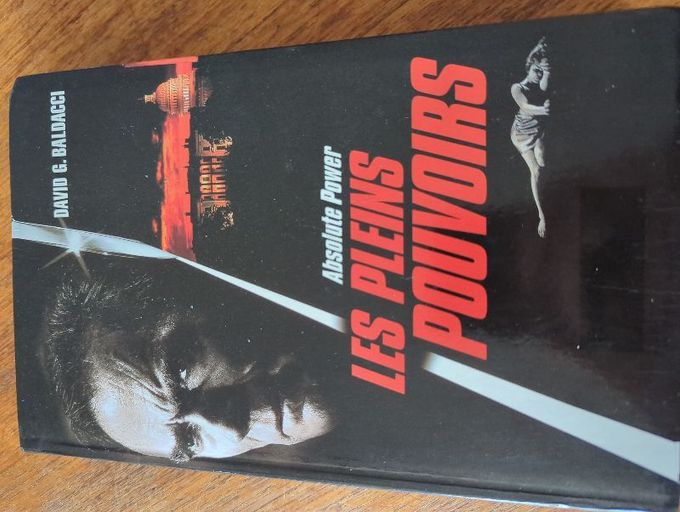 DAVID G. BALDACCI
Absolute Power
LES PLEINS
POUVOIRS